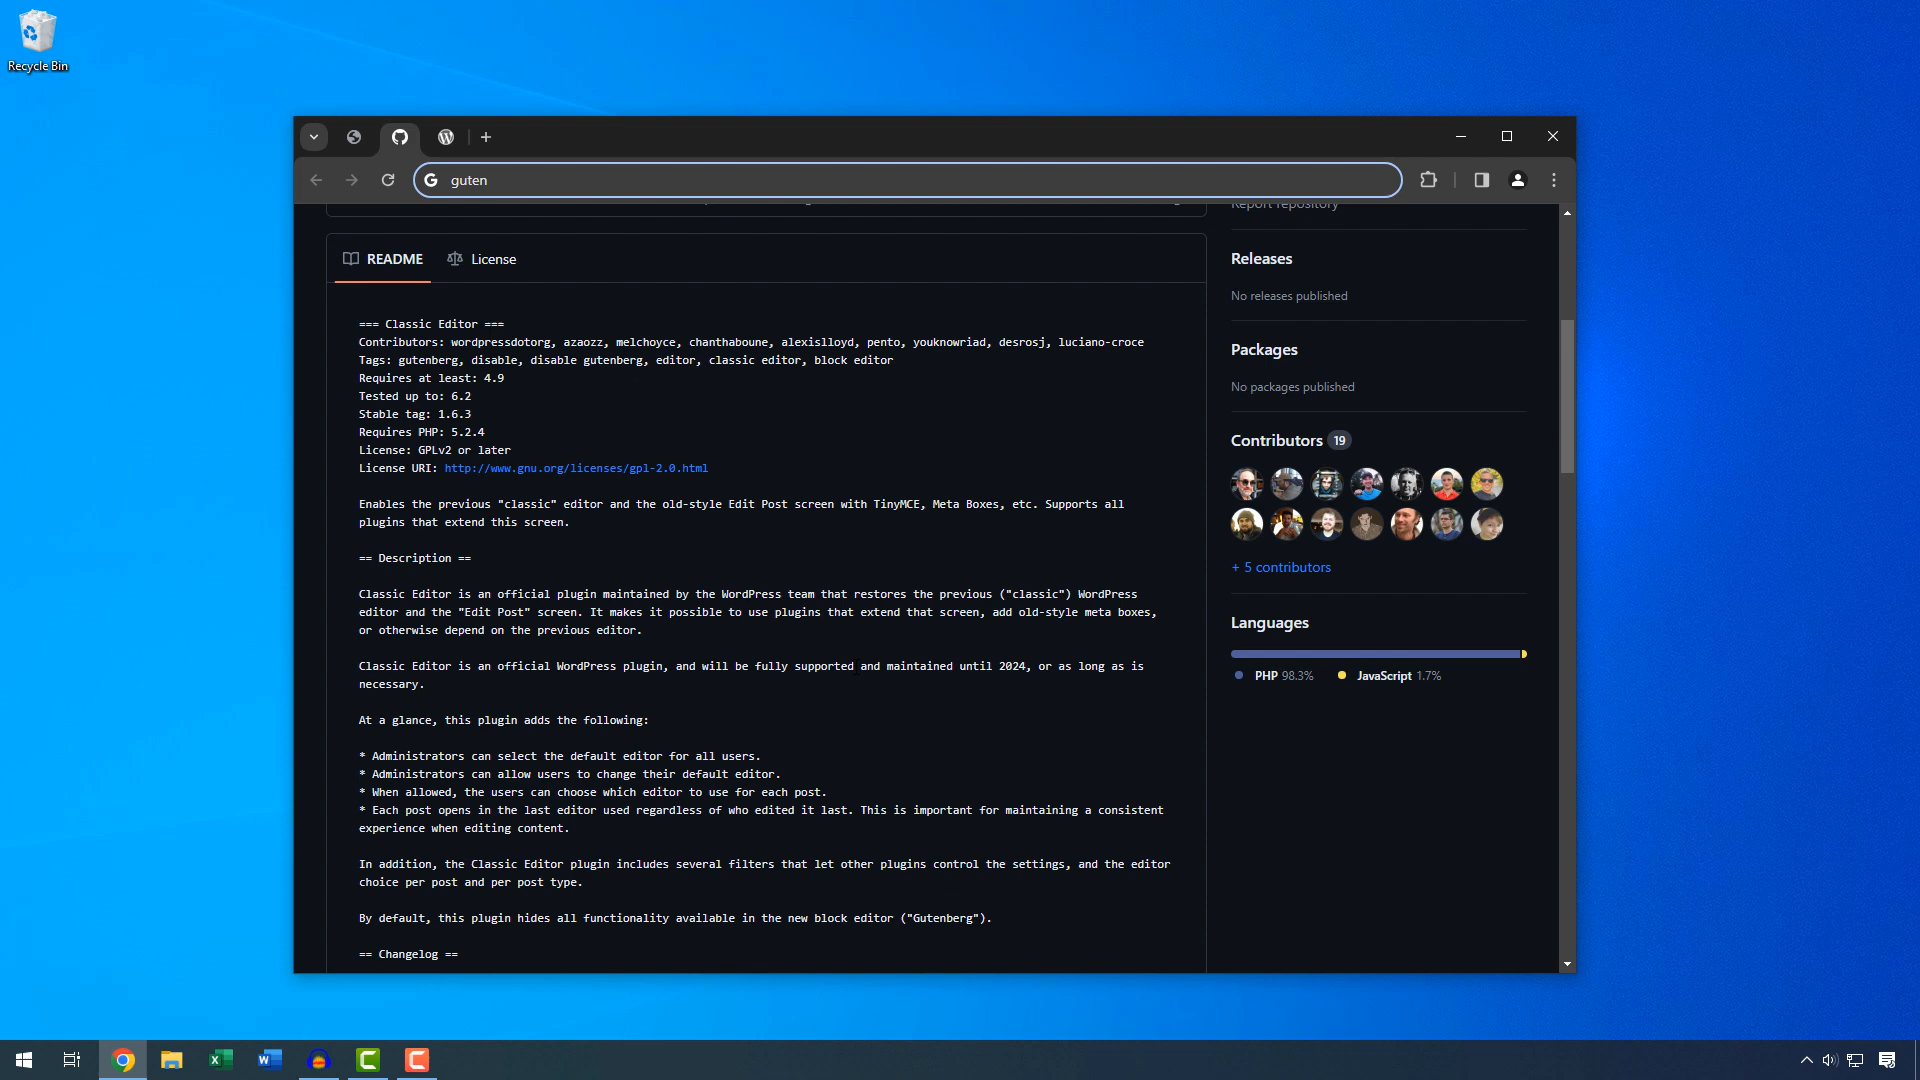 Recycle Bin
guten
Report repository
README
License
Releases
No releases published
=== Classic Editor ===
Contributors: wordpressdotorg, azaozz, melchoyce, chanthaboune, alexislloyd, pento, youknowriad, desrosj, luciano-croce
Tags: gutenberg, disable, disable gutenberg, editor, classic editor, block editor
Requires at least: 4.9
Tested up to: 6.2
Stable tag: 1.6.3
Requires PHP: 5.2.4
License: GPLv2 or later
License URI: http://www.gnu.org/licenses/gpl-2.0.html
Enables the previous "classic" editor and the old-style Edit Post screen with TinyMCE, Meta Boxes, etc. Supports all
plugins that extend this screen.
== Description ==
Classic Editor is an official plugin maintained by the WordPress team that restores the previous ("classic") WordPress
editor and the "Edit Post" screen. It makes it possible to use plugins that extend that screen, add old-style meta boxes,
or otherwise depend on the previous editor.
Classic Editor is an official WordPress plugin, and will be fully supported and maintained until 2024, or as long as is
necessary.
At a glance, this plugin adds the following:
* Administrators can select the default editor for all users.
* Administrators can allow users to change their default editor.
* When allowed, the users can choose which editor to use for each post.
* Each post opens in the last editor used regardless of who edited it last. This is important for maintaining a consistent
experience when editing content.
In addition, the Classic Editor plugin includes several filters that let other plugins control the settings, and the editor
choice per post and per post type.
By default, this plugin hides all functionality available in the new block editor ("Gutenberg").
== Changelog ==
Packages
No packages published
Contributors 19
+ 5 contributors
Languages
PHP 98.3%
JavaScript 1.7%